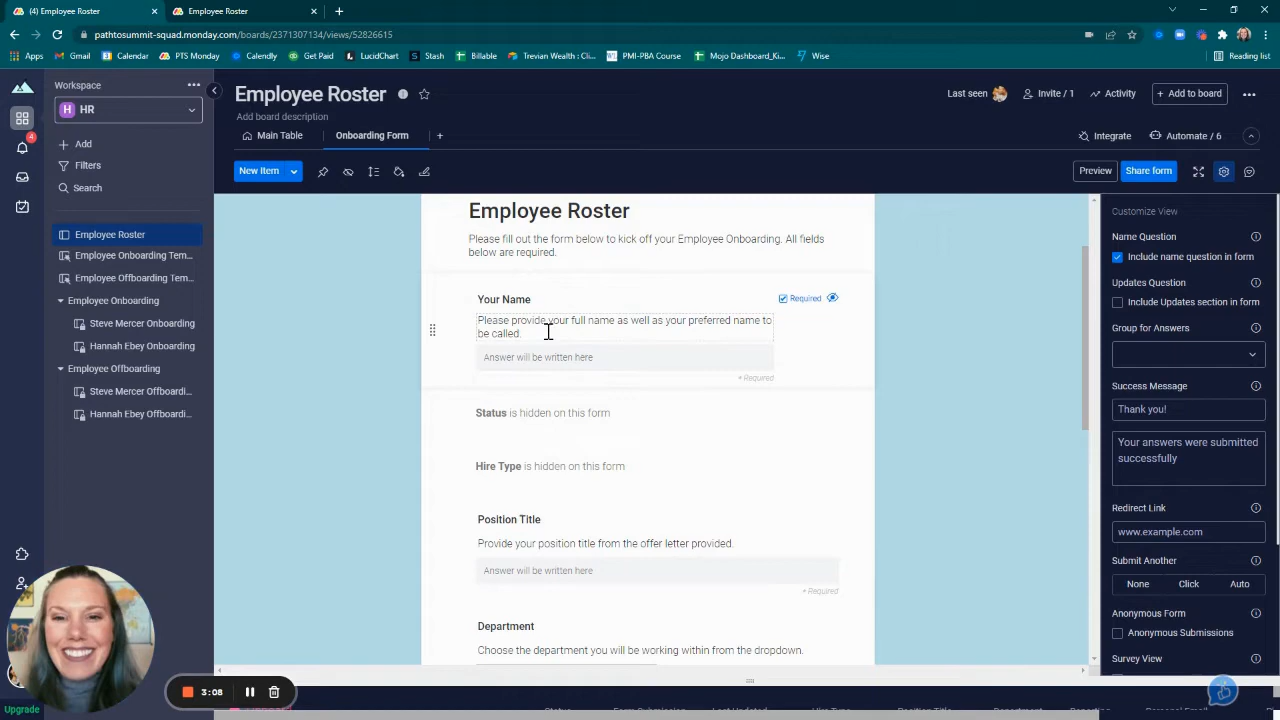 (4) Employee Roster
Employee Roster
pathtosummit-squad.monday.com/boards/2371307134/views/52826615
Apps Gmail Calendar PTS Monday Calendly Get Paid LucidChart Stash Billable Trevian Wealth :: Cli... PMI-PBA Course Mojo Dashboard_Ki... Wise Reading list
Workspace
H HR
Add
Filters
Search
Employee Roster
Employee Onboarding Tem...
Employee Offboarding Tem...
Employee Onboarding
Steve Mercer Onboarding
Hannah Ebey Onboarding
Employee Offboarding
Steve Mercer Offboardi...
Hannah Ebey Offboardi...
4
Upgrade
3:08
Employee Roster
Last seen
Invite / 1
Activity
+ Add to board
Add board description
Main Table
Onboarding Form
Integrate
Automate / 6
New Item
Preview
Share form
Employee Roster
Please fill out the form below to kick off your Employee Onboarding. All fields
below are required.
Your Name
Required
Please provide your full name as well as your preferred name to
be called.
Answer will be written here
* Required
Status is hidden on this form
Hire Type is hidden on this form
Position Title
Provide your position title from the offer letter provided.
Answer will be written here
* Required
Department
Choose the department you will be working within from the dropdown.
Customize View
Name Question
Include name question in form
Updates Question
Include Updates section in form
Group for Answers
Success Message
Thank you!
Your answers were submitted
successfully
Redirect Link
www.example.com
Submit Another
None Click Auto
Anonymous Form
Anonymous Submissions
Survey View